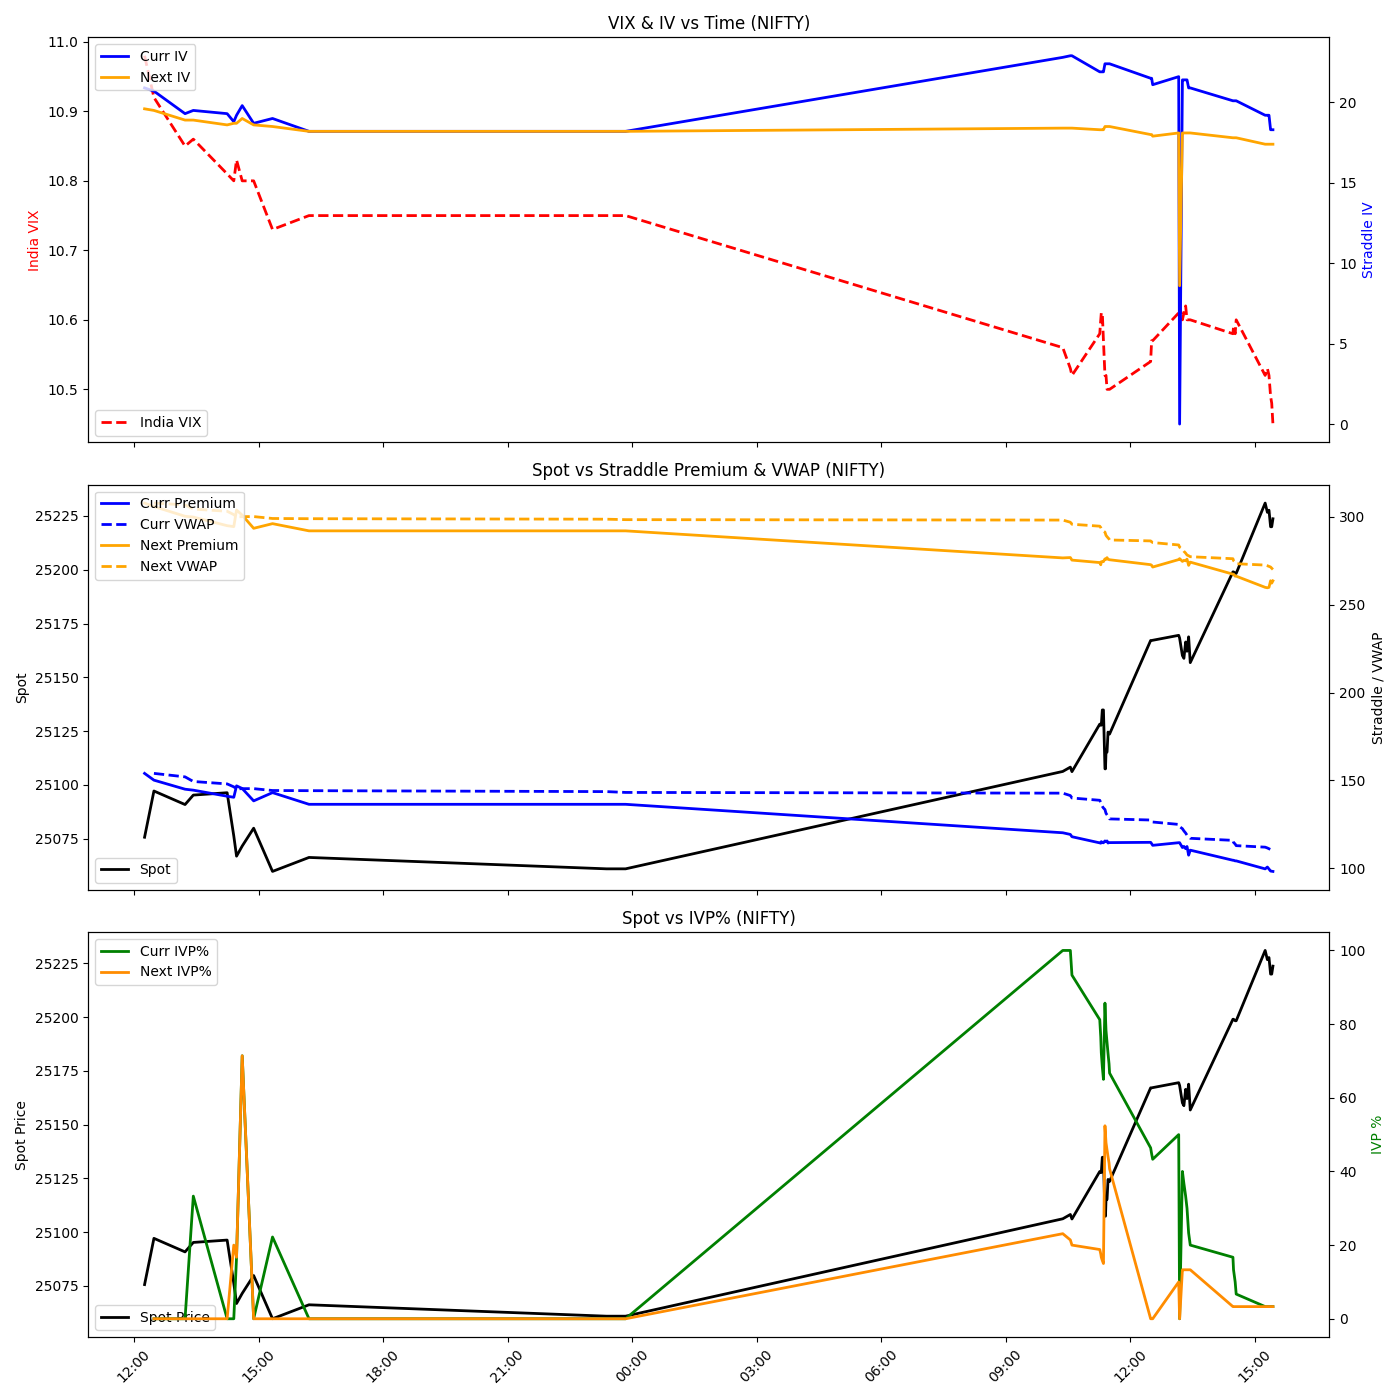 VIX & IV vs Time (NIFTY)
Curr IV
Next IV
India VIX
11.0
10.9
10.8
10.7
10.6
10.5
India VIX
20
15
10
5
0
Straddle IV
Spot vs Straddle Premium & VWAP (NIFTY)
Curr Premium
Curr VWAP
Next Premium
Next VWAP
Spot
25225
25200
25175
25150
25125
25100
25075
Spot
300
250
200
150
100
Straddle / VWAP
Spot vs IVP% (NIFTY)
Curr IVP%
Next IVP%
Spot Price
25225
25200
25175
25150
25125
25100
25075
Spot Price
100
80
60
40
20
0
IVP %
12:00
15:00
18:00
21:00
00:00
03:00
06:00
09:00
12:00
15:00